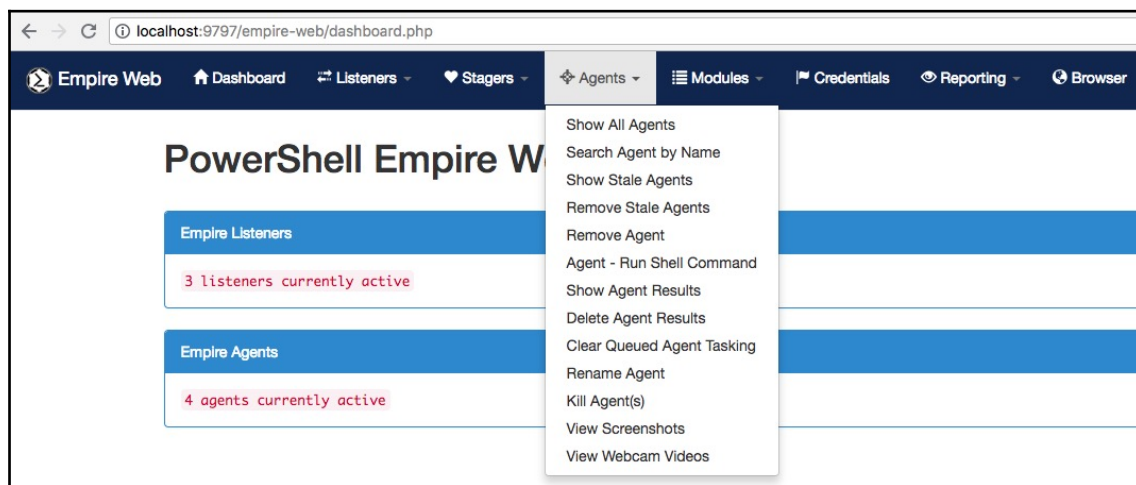 localhost:9797/empire-web/dashboard.php
Empire Web Dashboard Listeners Stagers Agents Modules Credentials Reporting Browser
Show All Agents
Search Agent by Name
Show Stale Agents
Remove Stale Agents
Remove Agent
Agent - Run Shell Command
Show Agent Results
Delete Agent Results
Clear Queued Agent Tasking
Rename Agent
Kill Agent(s)
View Screenshots
View Webcam Videos
PowerShell Empire W
Empire Listeners
3 listeners currently active
Empire Agents
4 agents currently active